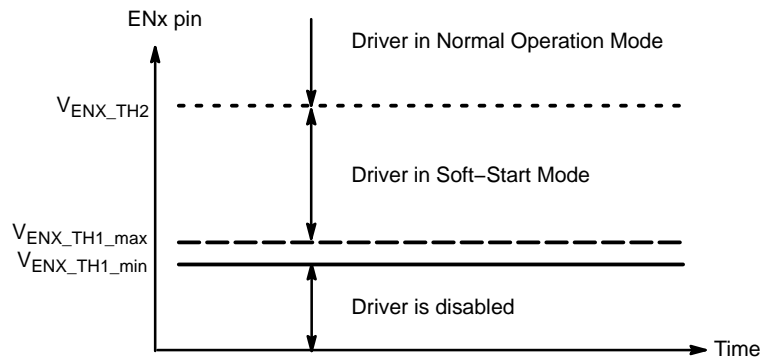 ENx pin
Driver in Normal Operation Mode
VENX_TH2
Driver in Soft−Start Mode
VENX_TH1_max
VENX_TH1_min
Driver is disabled
Time